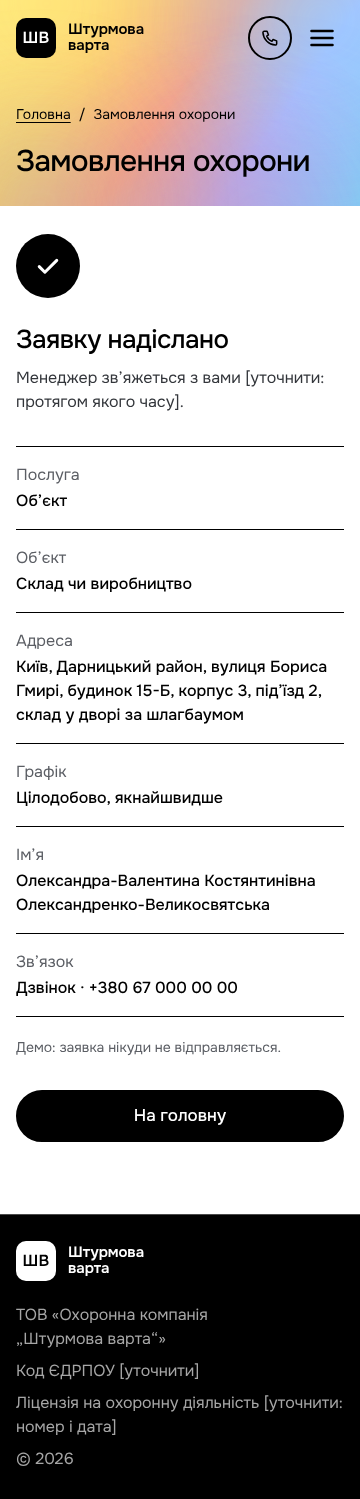 ШВ
Штурмова
варта
Головна / Замовлення охорони
Замовлення охорони
Заявку надіслано
Менеджер зв’яжеться з вами [уточнити:
протягом якого часу].
Послуга
Об’єкт
Об’єкт
Склад чи виробництво
Адреса
Київ, Дарницький район, вулиця Бориса
Гмирі, будинок 15-Б, корпус 3, під’їзд 2,
склад у дворі за шлагбаумом
Графік
Цілодобово, якнайшвидше
Ім’я
Олександра-Валентина Костянтинівна
Олександренко-Великосвятська
Зв’язок
Дзвінок · +380 67 000 00 00
Демо: заявка нікуди не відправляється.
На головну
ШВ
Штурмова
варта
ТОВ «Охоронна компанія
„Штурмова варта“»
Код ЄДРПОУ [уточнити]
Ліцензія на охоронну діяльність [уточнити:
номер і дата]
© 2026